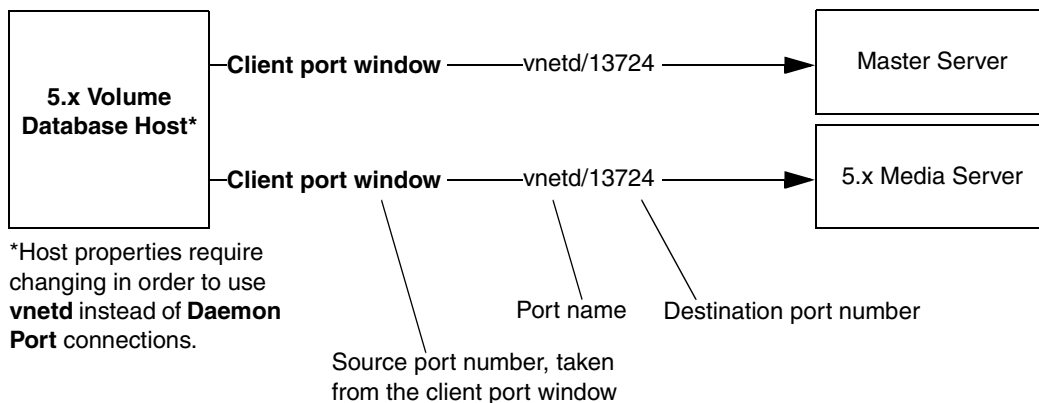 Client port window vnetd/13724 Master Server
5.x Volume
Database Host*
Client port window vnetd/13724 5.x Media Server
*Host properties require
changing in order to use
vnetd instead of Daemon
Port connections.
Port name Destination port number
Source port number, taken
from the client port window